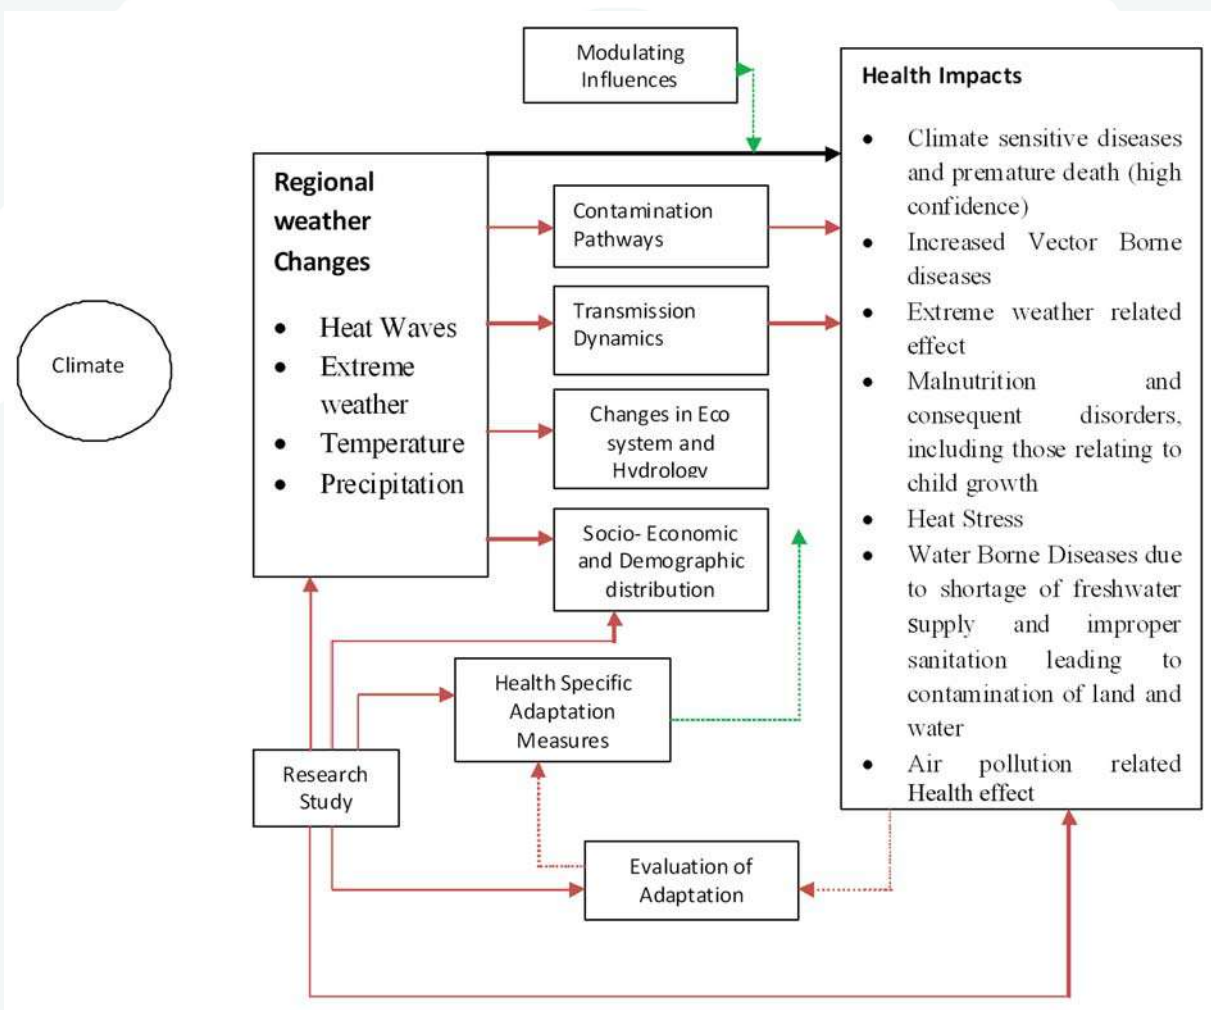 Modulating
Influences
Health Impacts
• Climate sensitive diseases
and premature death (high
confidence)
• Increased Vector Borne
diseases
• Extreme weather related
effect
• Malnutrition and
consequent disorders,
including those relating to
child growth
• Heat Stress
• Water Borne Diseases due
to shortage of freshwater
supply and improper
sanitation leading to
contamination of land and
water
• Air pollution related
Health effect
Regional
weather
Changes
• Heat Waves
• Extreme
weather
• Temperature
• Precipitation
Climate
Contamination
Pathways
Transmission
Dynamics
Changes in Eco
system and
Hydrology
Socio- Economic
and Demographic
distribution
Health Specific
Adaptation
Measures
Research
Study
Evaluation of
Adaptation